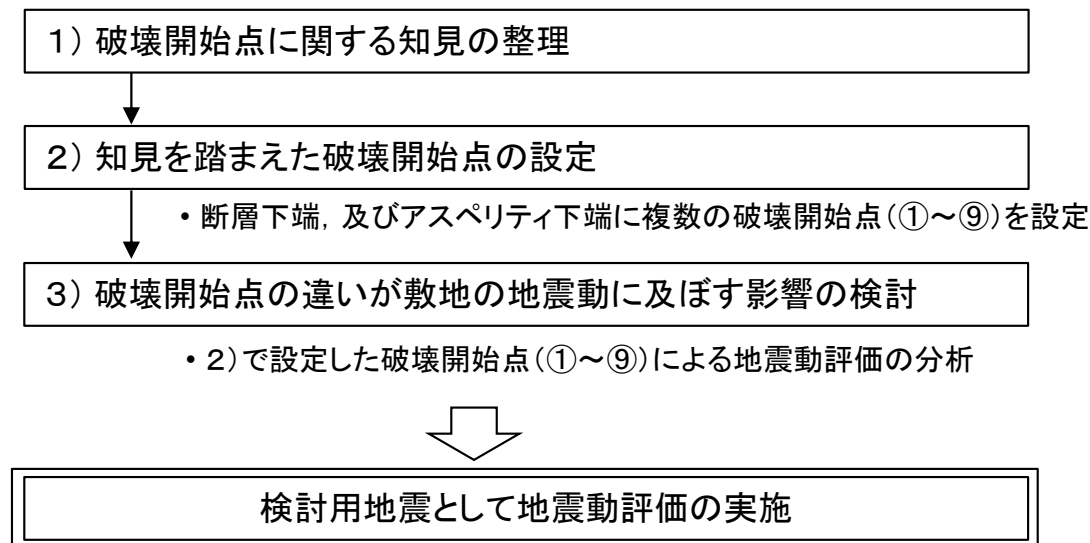 １）破壊開始点に関する知見の整理
２）知見を踏まえた破壊開始点の設定
・断層下端，及びアスペリティ下端に複数の破壊開始点（①～⑨）を設定
３）破壊開始点の違いが敷地の地震動に及ぼす影響の検討
・２）で設定した破壊開始点（①～⑨）による地震動評価の分析
検討用地震として地震動評価の実施